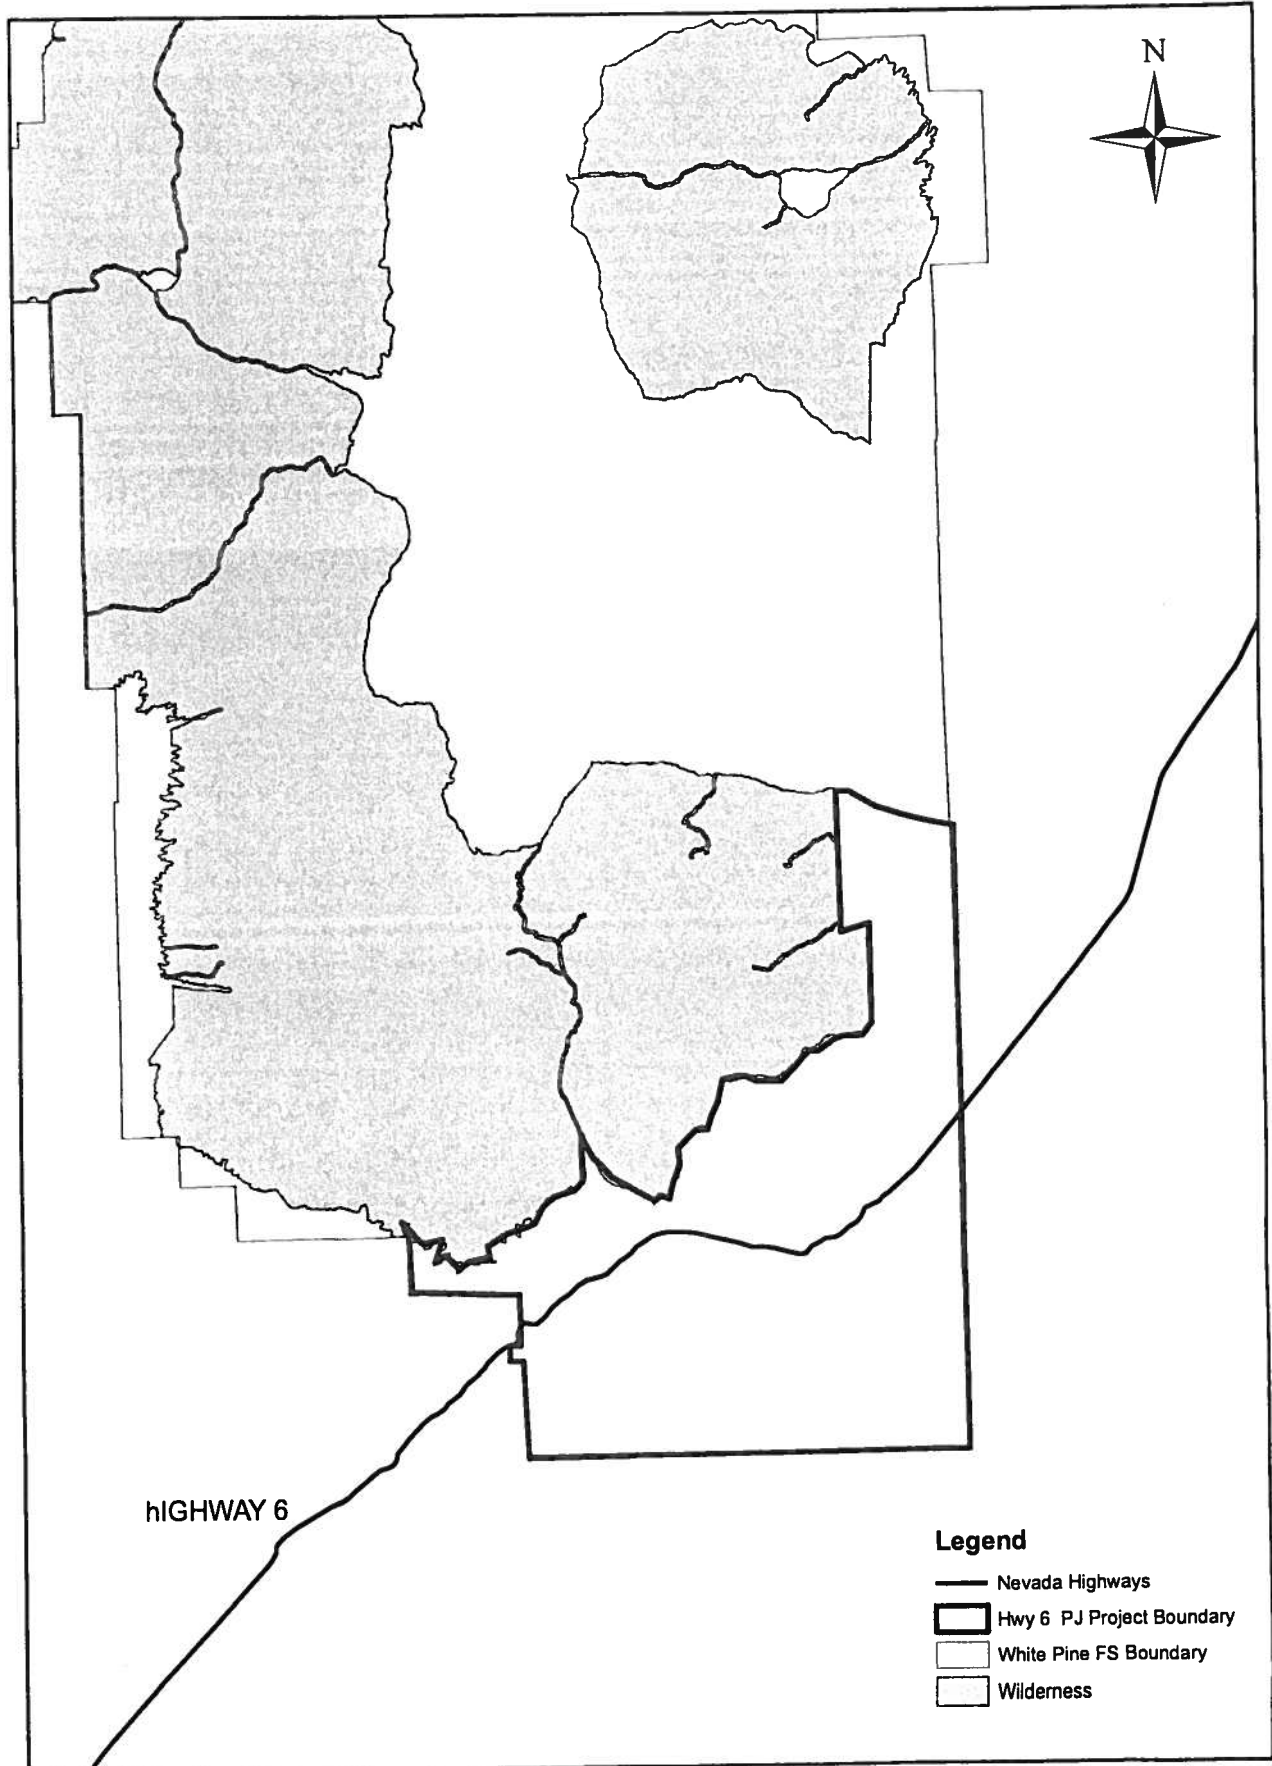 N
hIGHWAY 6
Legend
Nevada Highways
Hwy 6 PJ Project Boundary
White Pine FS Boundary
Wilderness